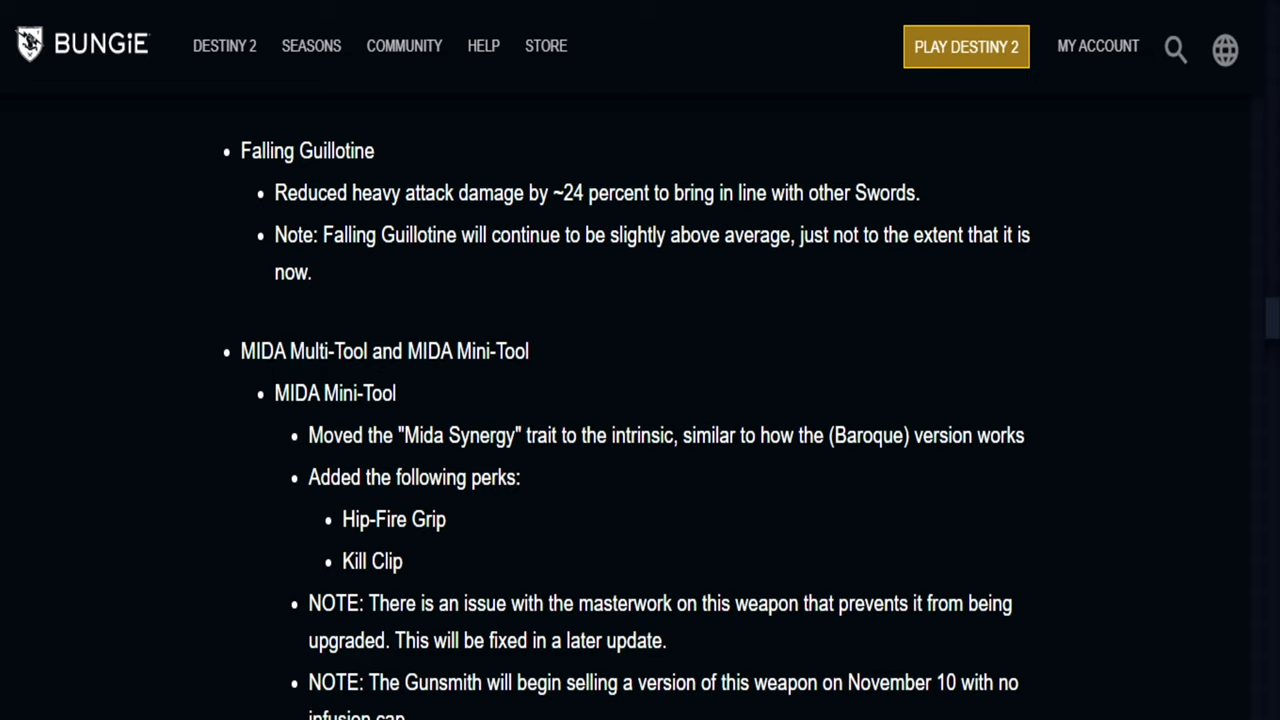 BUNGiE DESTINY 2 SEASONS COMMUNITY HELP STORE PLAY DESTINY 2 MY ACCOUNT
• Falling Guillotine
• Reduced heavy attack damage by ~24 percent to bring in line with other Swords.
• Note: Falling Guillotine will continue to be slightly above average, just not to the extent that it is
now.
• MIDA Multi-Tool and MIDA Mini-Tool
• MIDA Mini-Tool
• Moved the "Mida Synergy" trait to the intrinsic, similar to how the (Baroque) version works
• Added the following perks:
• Hip-Fire Grip
• Kill Clip
• NOTE: There is an issue with the masterwork on this weapon that prevents it from being
upgraded. This will be fixed in a later update.
• NOTE: The Gunsmith will begin selling a version of this weapon on November 10 with no
infusion cap